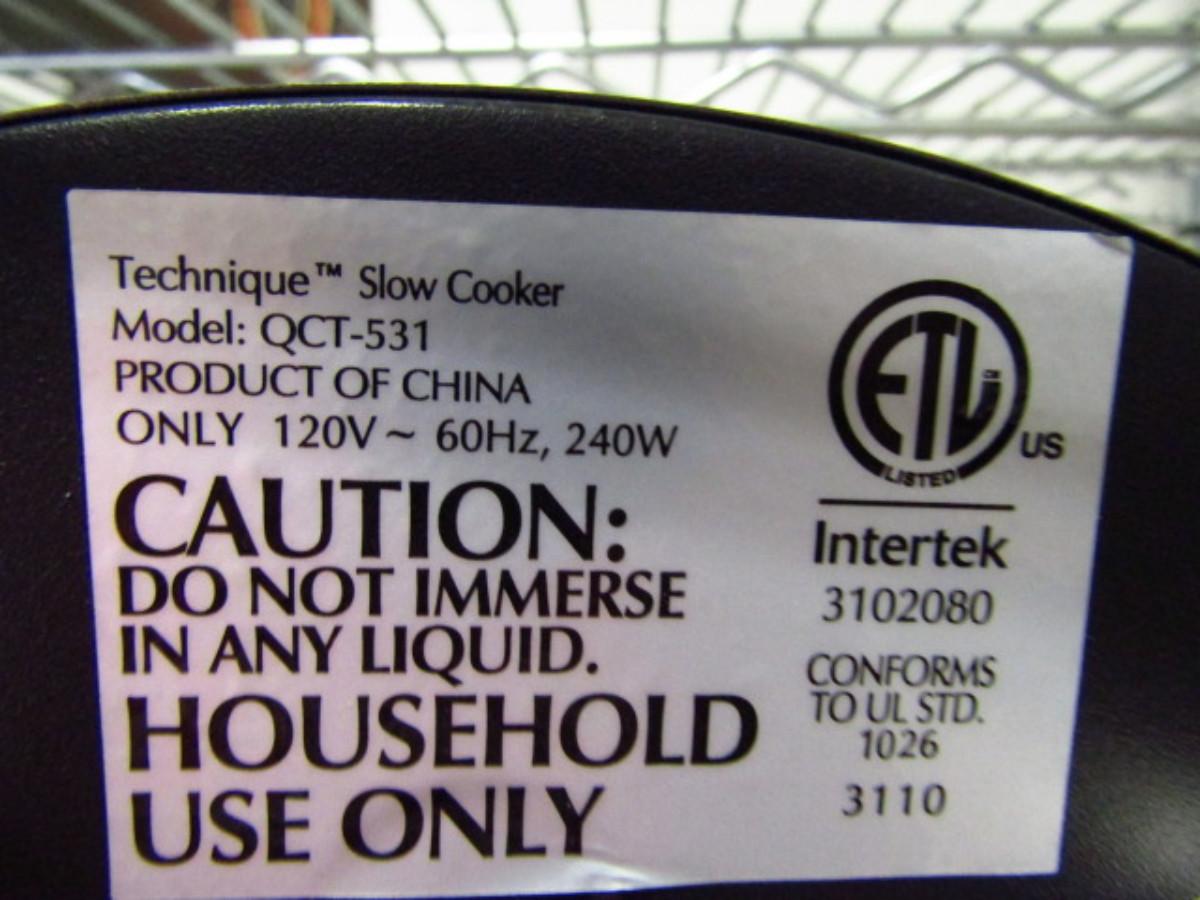 Technique™ Slow Cooker
Model: QCT-531
PRODUCT OF CHINA
ONLY 120V ~ 60Hz, 240W
CAUTION:
DO NOT IMMERSE
IN ANY LIQUID.
HOUSEHOLD
USE ONLY
ETL CM
US
LISTED
Intertek
3102080
CONFORMS
TO UL STD.
1026
3110